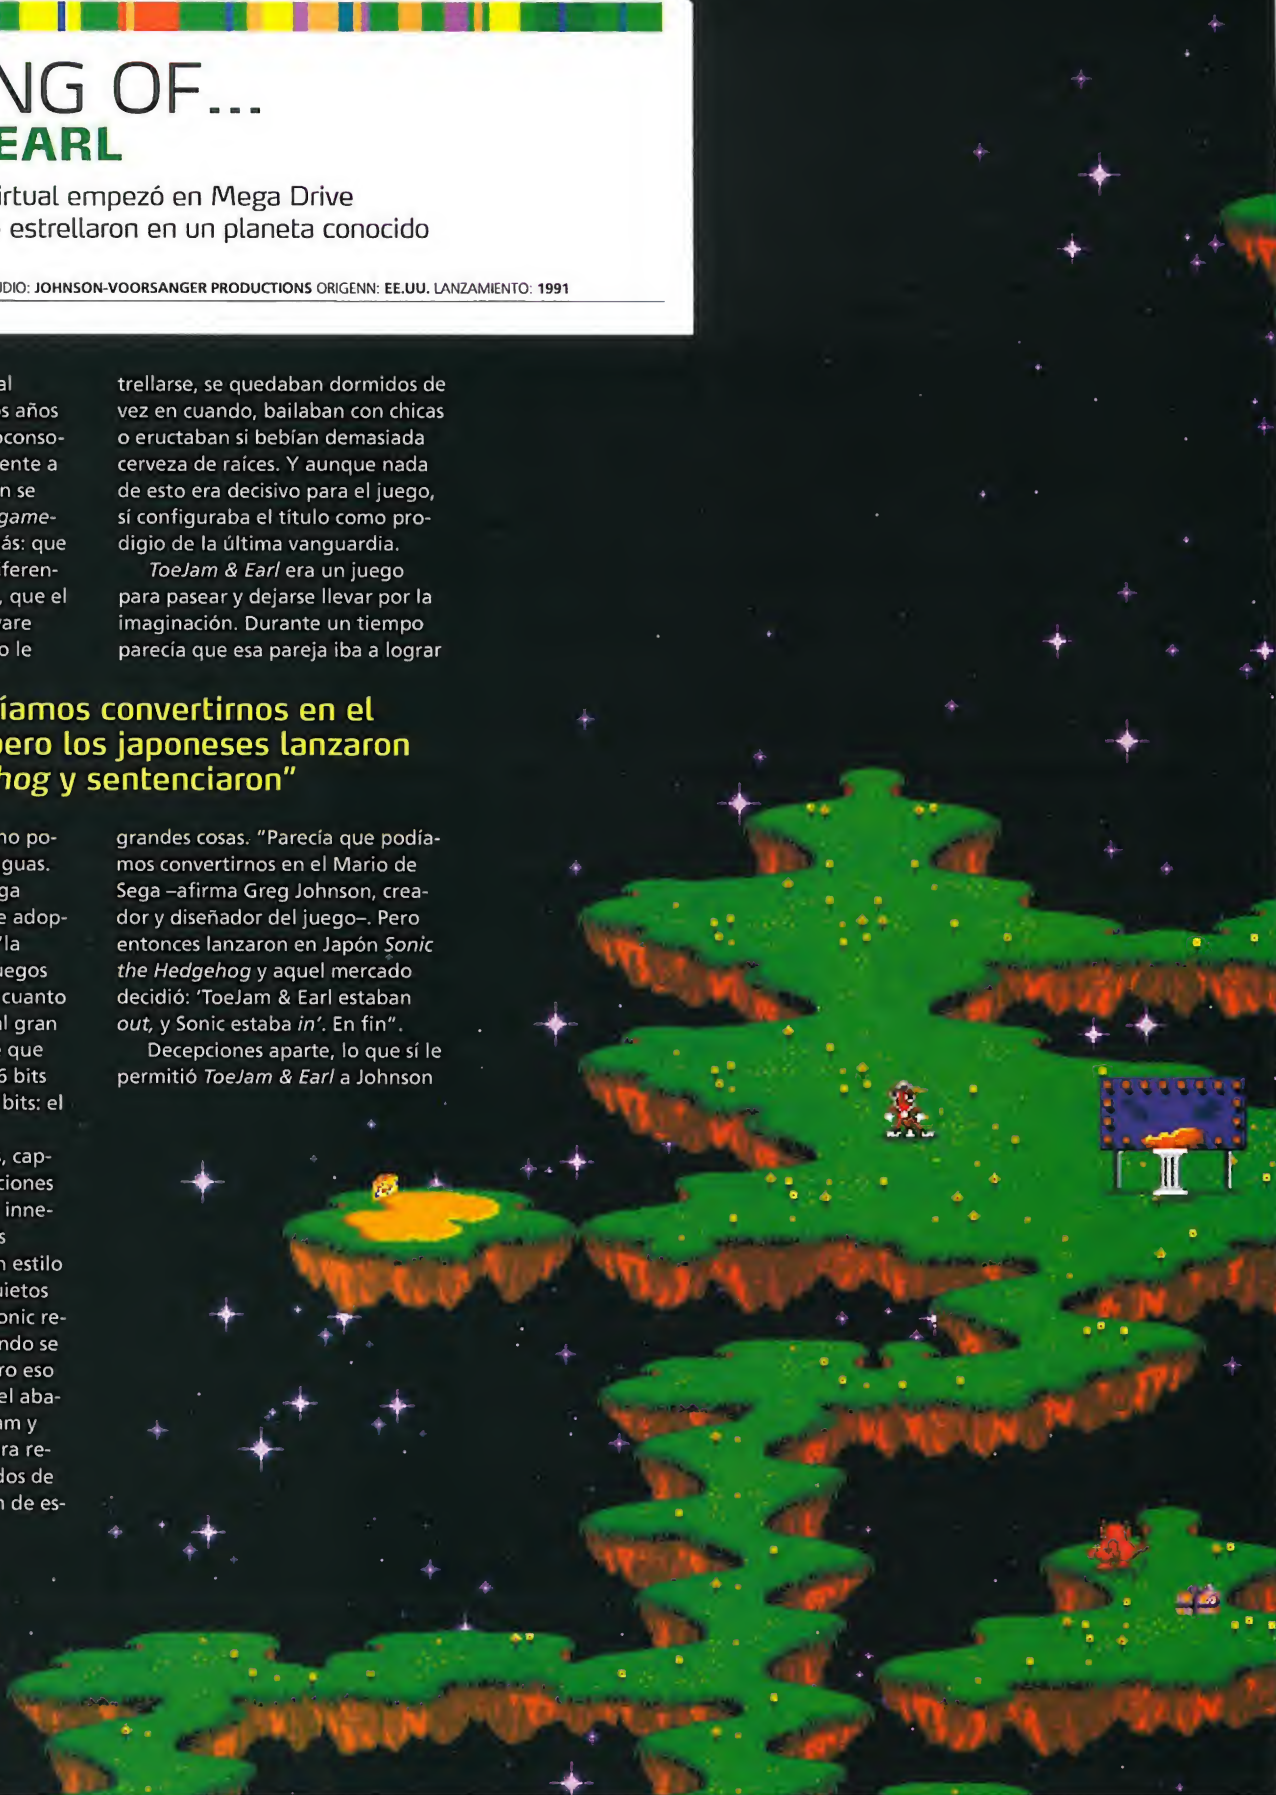 NG OF...
EARL
irtual empezó en Mega Drive
estrellaron en un planeta conocido
UDIO: JOHNSON-VOORSANGER PRODUCTIONS ORIGENN: EE.UU. LANZAMIENTO: 1991
al
os años
oconso-
ente a
n se
game-
ás: que
iferen-
, que el
vare
o le
trellarse, se quedaban dormidos de
vez en cuando, bailaban con chicas
o eructaban si bebían demasiada
cerveza de raíces. Y aunque nada
de esto era decisivo para el juego,
sí configuraba el título como pro-
digio de la última vanguardia.
ToeJam & Earl era un juego
para pasear y dejarse llevar por la
imaginación. Durante un tiempo
parecía que esa pareja iba a lograr
íamos convertirnos en el
pero los japoneses lanzaron
hog y sentenciaron”
no po-
guas.
ga
e adop-
“la
uegos
cuanto
al gran
e que
6 bits
bits: el
s, cap-
ciones
inne-
s
n estilo
uietos
onic re-
ndo se
ro eso
el aba-
am y
ra re-
dos de
n de es-
grandes cosas. “Parecía que podía-
mos convertirnos en el Mario de
Sega –afirma Greg Johnson, crea-
dor y diseñador del juego–. Pero
entonces lanzaron en Japón Sonic
the Hedgehog y aquel mercado
decidió: ‘ToeJam & Earl estaban
out, y Sonic estaba in’. En fin”.
Decepciones aparte, lo que sí le
permitió ToeJam & Earl a Johnson